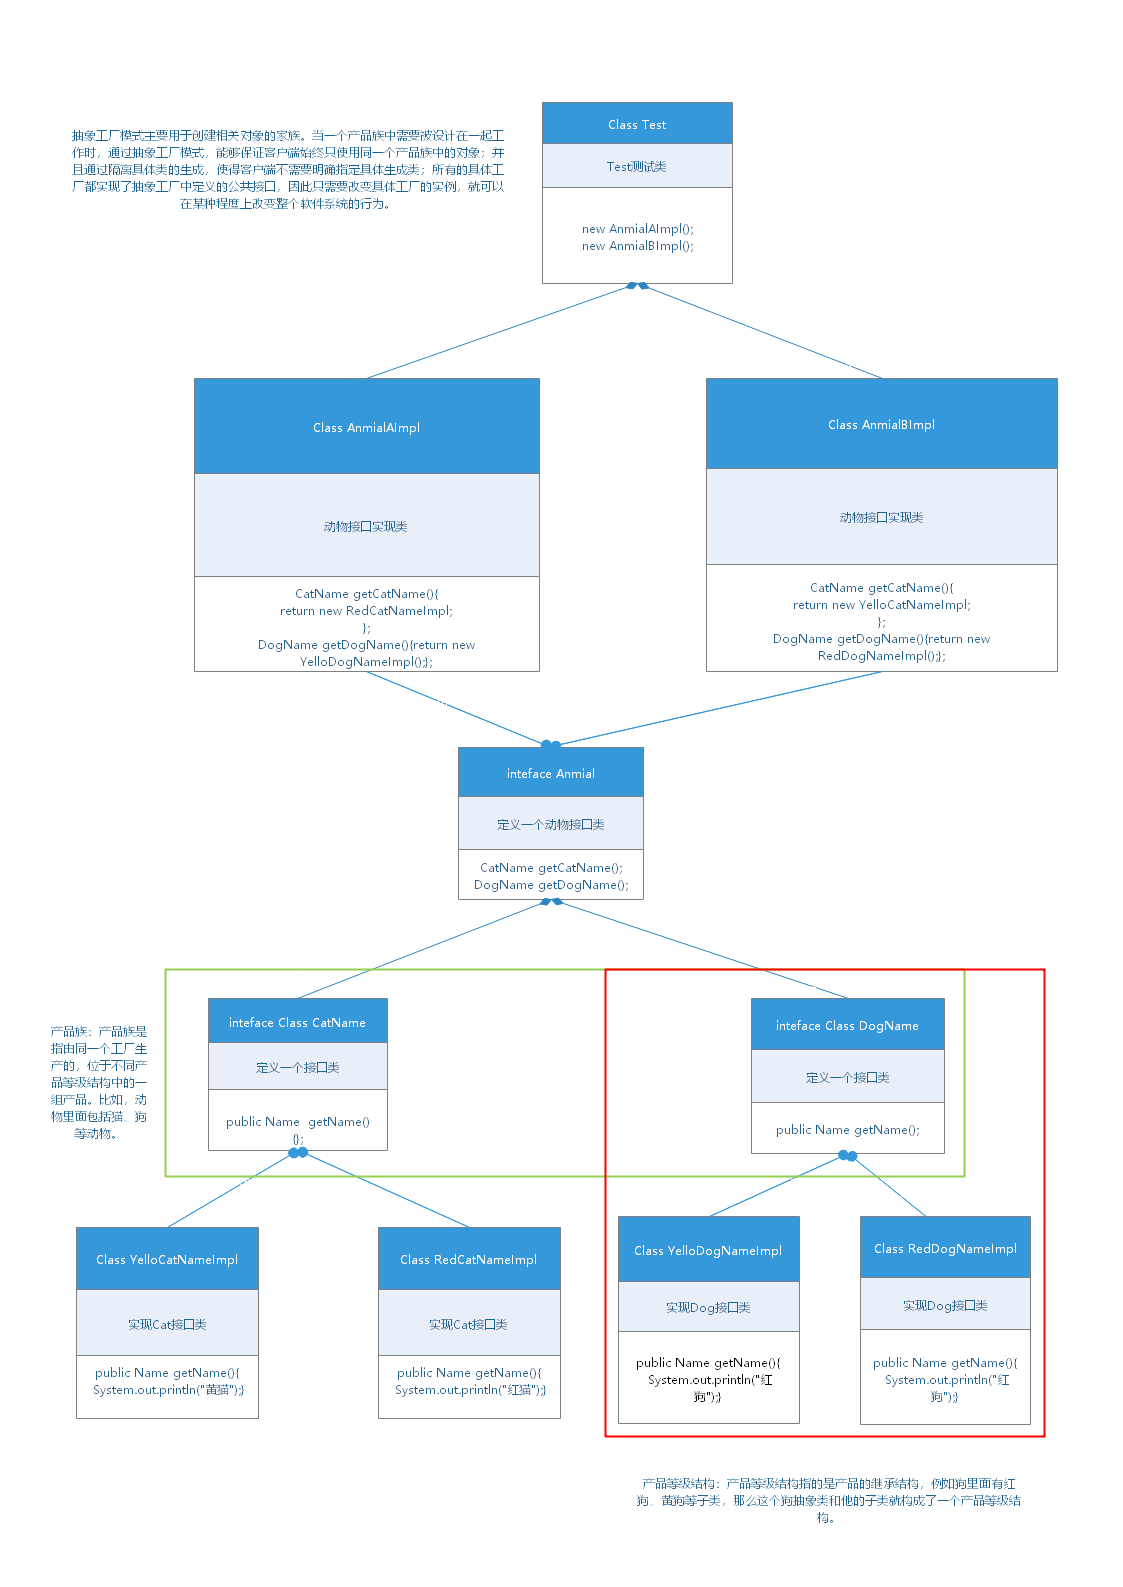 抽象工厂模式主要用于创建相关对象的家族。当一个产品族中需要被设计在一起工
作时，通过抽象工厂模式，能够保证客户端始终只使用同一个产品族中的对象；并
且通过隔离具体类的生成，使得客户端不需要明确指定具体生成类；所有的具体工
厂都实现了抽象工厂中定义的公共接口，因此只需要改变具体工厂的实例，就可以
在某种程度上改变整个软件系统的行为。
Class Test
Test测试类
new AnmialAImpl();
new AnmialBImpl();
Class AnmialAImpl
动物接口实现类
CatName getCatName(){
return new RedCatNameImpl;
};
DogName getDogName(){return new
YelloDogNameImpl();};
Class AnmialBImpl
动物接口实现类
CatName getCatName(){
return new YelloCatNameImpl;
};
DogName getDogName(){return new
RedDogNameImpl();};
inteface Anmial
定义一个动物接口类
CatName getCatName();
DogName getDogName();
产品族：产品族是
指由同一个工厂生
产的，位于不同产
品等级结构中的一
组产品。比如，动
物里面包括猫、狗
等动物。
inteface Class CatName
定义一个接口类
public Name  getName()
{};
inteface Class DogName
定义一个接口类
public Name getName();
Class YelloCatNameImpl
实现Cat接口类
public Name getName(){
System.out.println("黄猫");}
Class RedCatNameImpl
实现Cat接口类
public Name getName(){
System.out.println("红猫");}
Class YelloDogNameImpl
实现Dog接口类
public Name getName(){
System.out.println("红
狗");}
Class RedDogNameImpl
实现Dog接口类
public Name getName(){
System.out.println("红
狗");}
产品等级结构：产品等级结构指的是产品的继承结构，例如狗里面有红
狗、黄狗等子类，那么这个狗抽象类和他的子类就构成了一个产品等级结
构。